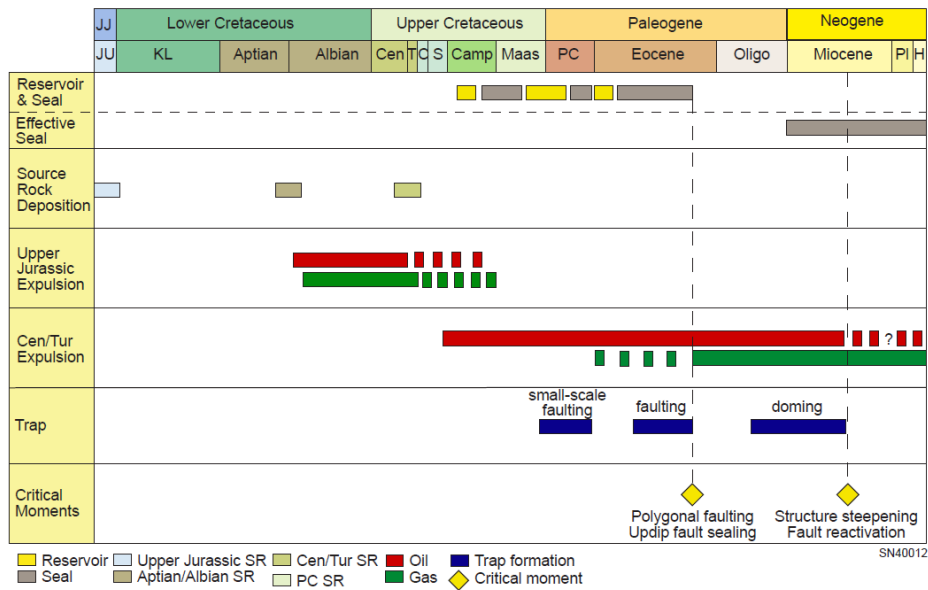 JJ Lower Cretaceous Upper Cretaceous Paleogene Neogene
JU KL Aptian Albian Cen T C S Camp Maas PC Eocene Oligo Miocene Pl H
Reservoir
& Seal
Effective
Seal
Source
Rock
Deposition
Upper
Jurassic
Expulsion
Cen/Tur
Expulsion
?
Trap
small-scale
faulting
faulting
doming
Critical
Moments
Polygonal faulting
Updip fault sealing
Structure steepening
Fault reactivation
SN40012
Reservoir Upper Jurassic SR Cen/Tur SR Oil Trap formation
Seal Aptian/Albian SR PC SR Gas Critical moment